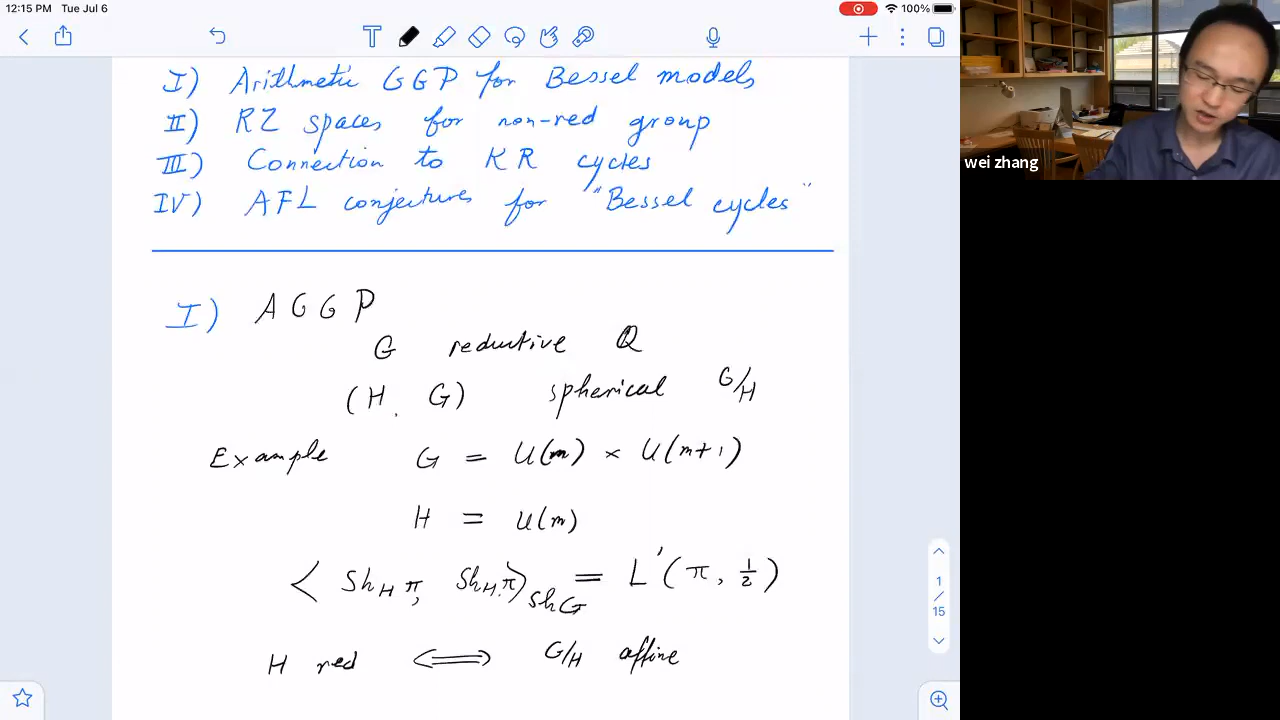 12:15 PM Tue Jul 6
100%
I) Arithmetic GGP for Bessel models
II) RZ spaces for non-red group
III) Connection to KR cycles
IV) AFL conjectures for "Bessel cycles"
wei zhang
I) AGGP
G reductive Q
(H, G) spherical G/H
Example G = U(m) × U(m+1)
H = U(m)
< Sh_H π, Sh_H, π >_Sh_G = L'(π, 1/2)
H red ⟺ G/H affine
1
/
15